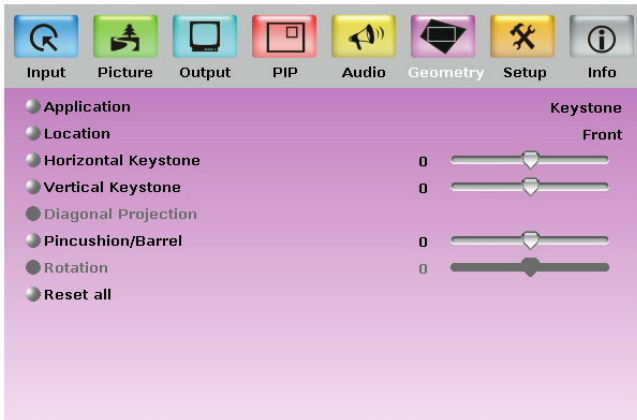 Input Picture Output PIP Audio Geometry Setup Info
Application Keystone
Location Front
Horizontal Keystone 0
Vertical Keystone 0
Diagonal Projection
Pincushion/Barrel 0
Rotation 0
Reset all